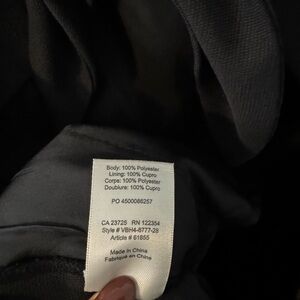 Body: 100% Polyester
Lining: 100% Cupro
Corps: 100% Polyester
Doublure: 100% Cupro
PO 4500086257
CA 23725 RN 122354
Style # VBH4-6777-28
Article # 61855
Made in China
Fabriqué en Chine